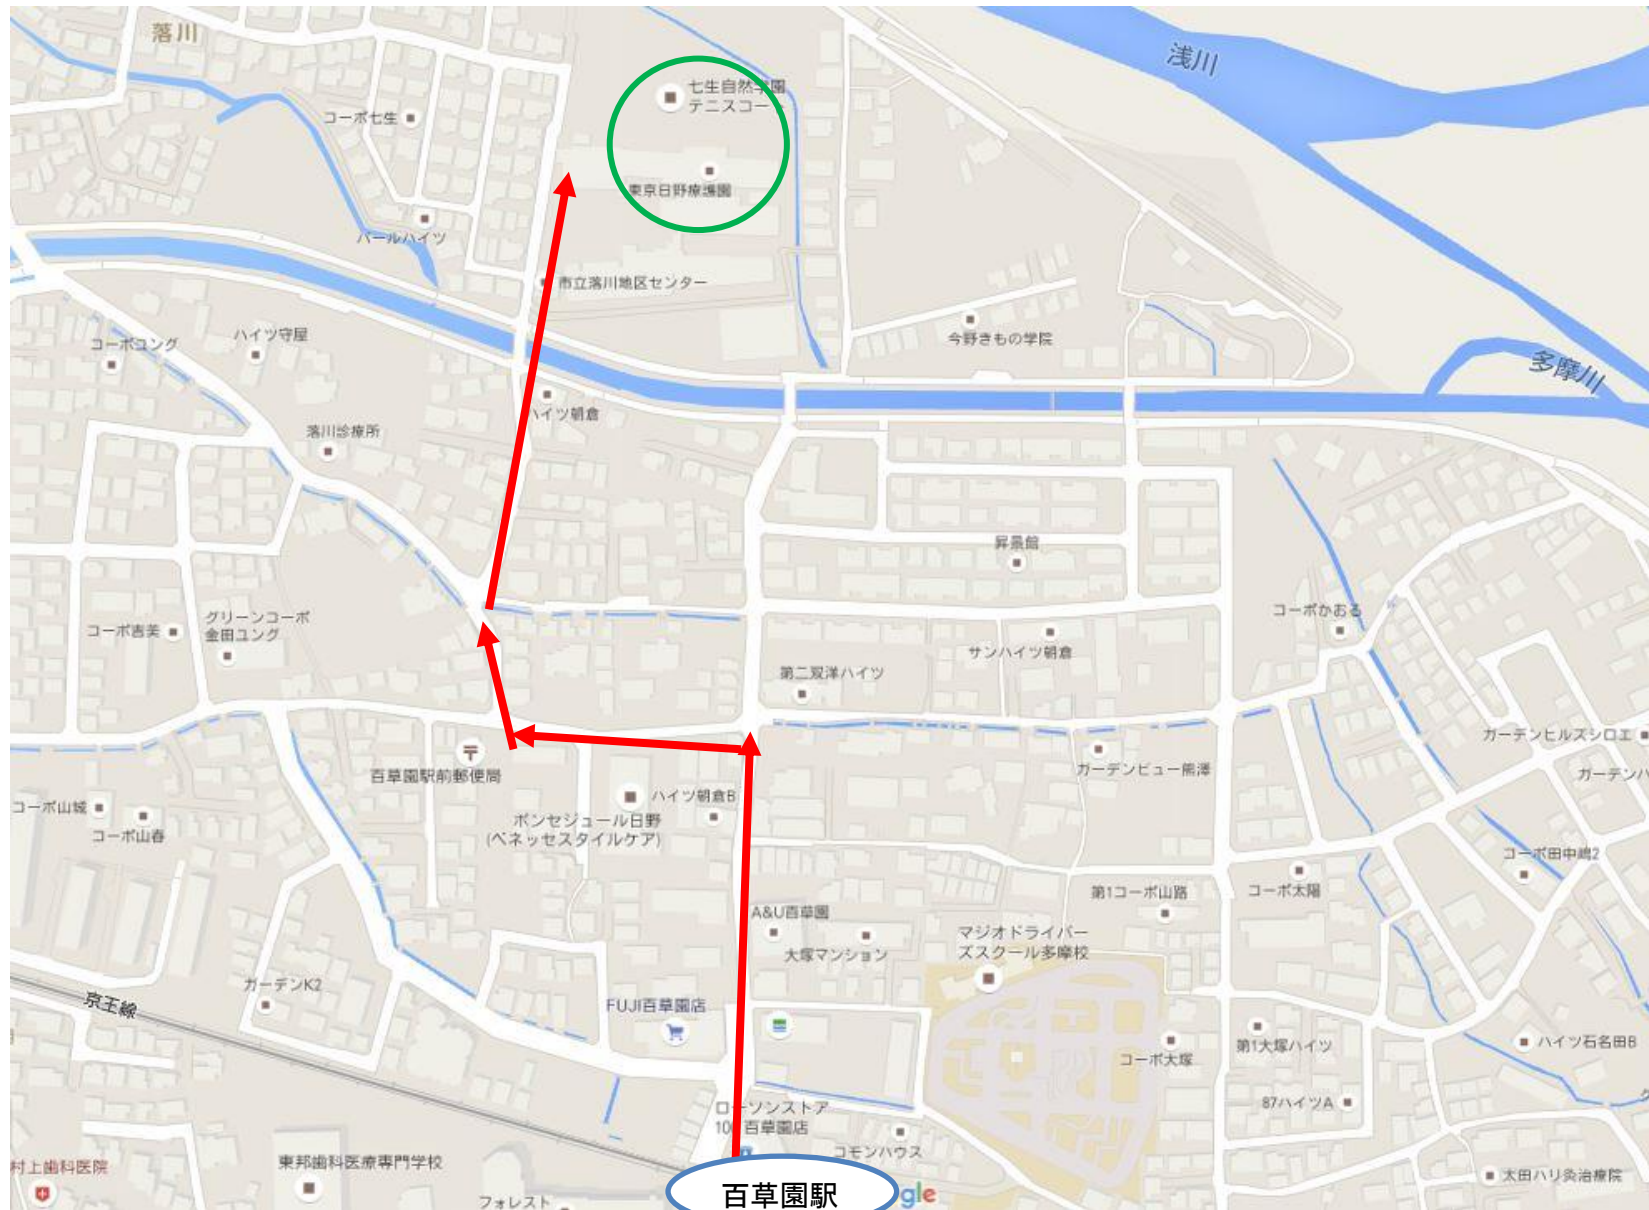 落川
浅川
七生自然学園
テニスコー
コーポ七生
東京日野療護園
パールハイツ
市立落川地区センター
コーポユング
ハイツ守屋
今野きもの学院
多摩川
ハイツ朝倉
落川診療所
昇景館
グリーンコーポ
金田ユング
コーポ吉美
コーポかおる
サンハイツ朝倉
第二双洋ハイツ
ガーデンヒルズシロエ
ガーデンハ
ガーデンビュー熊澤
〒
百草園駅前郵便局
ハイツ朝倉B
コーポ山城
コーポ山春
ボンセジュール日野
(ベネッセスタイルケア)
コーポ田中嶋2
第1コーポ山路
コーポ太陽
A&U百草園
大塚マンション
マジオドライバー
ズスクール多摩校
ガーデンK2
京王線
FUJI百草園店
第1大塚ハイツ
ハイツ石名田B
コーポ大塚
87ハイツA
ローソンストア
10 百草園店
コモンハウス
村上歯科医院
東邦歯科医療専門学校
太田ハリ灸治療院
フォレスト
百草園駅
gle